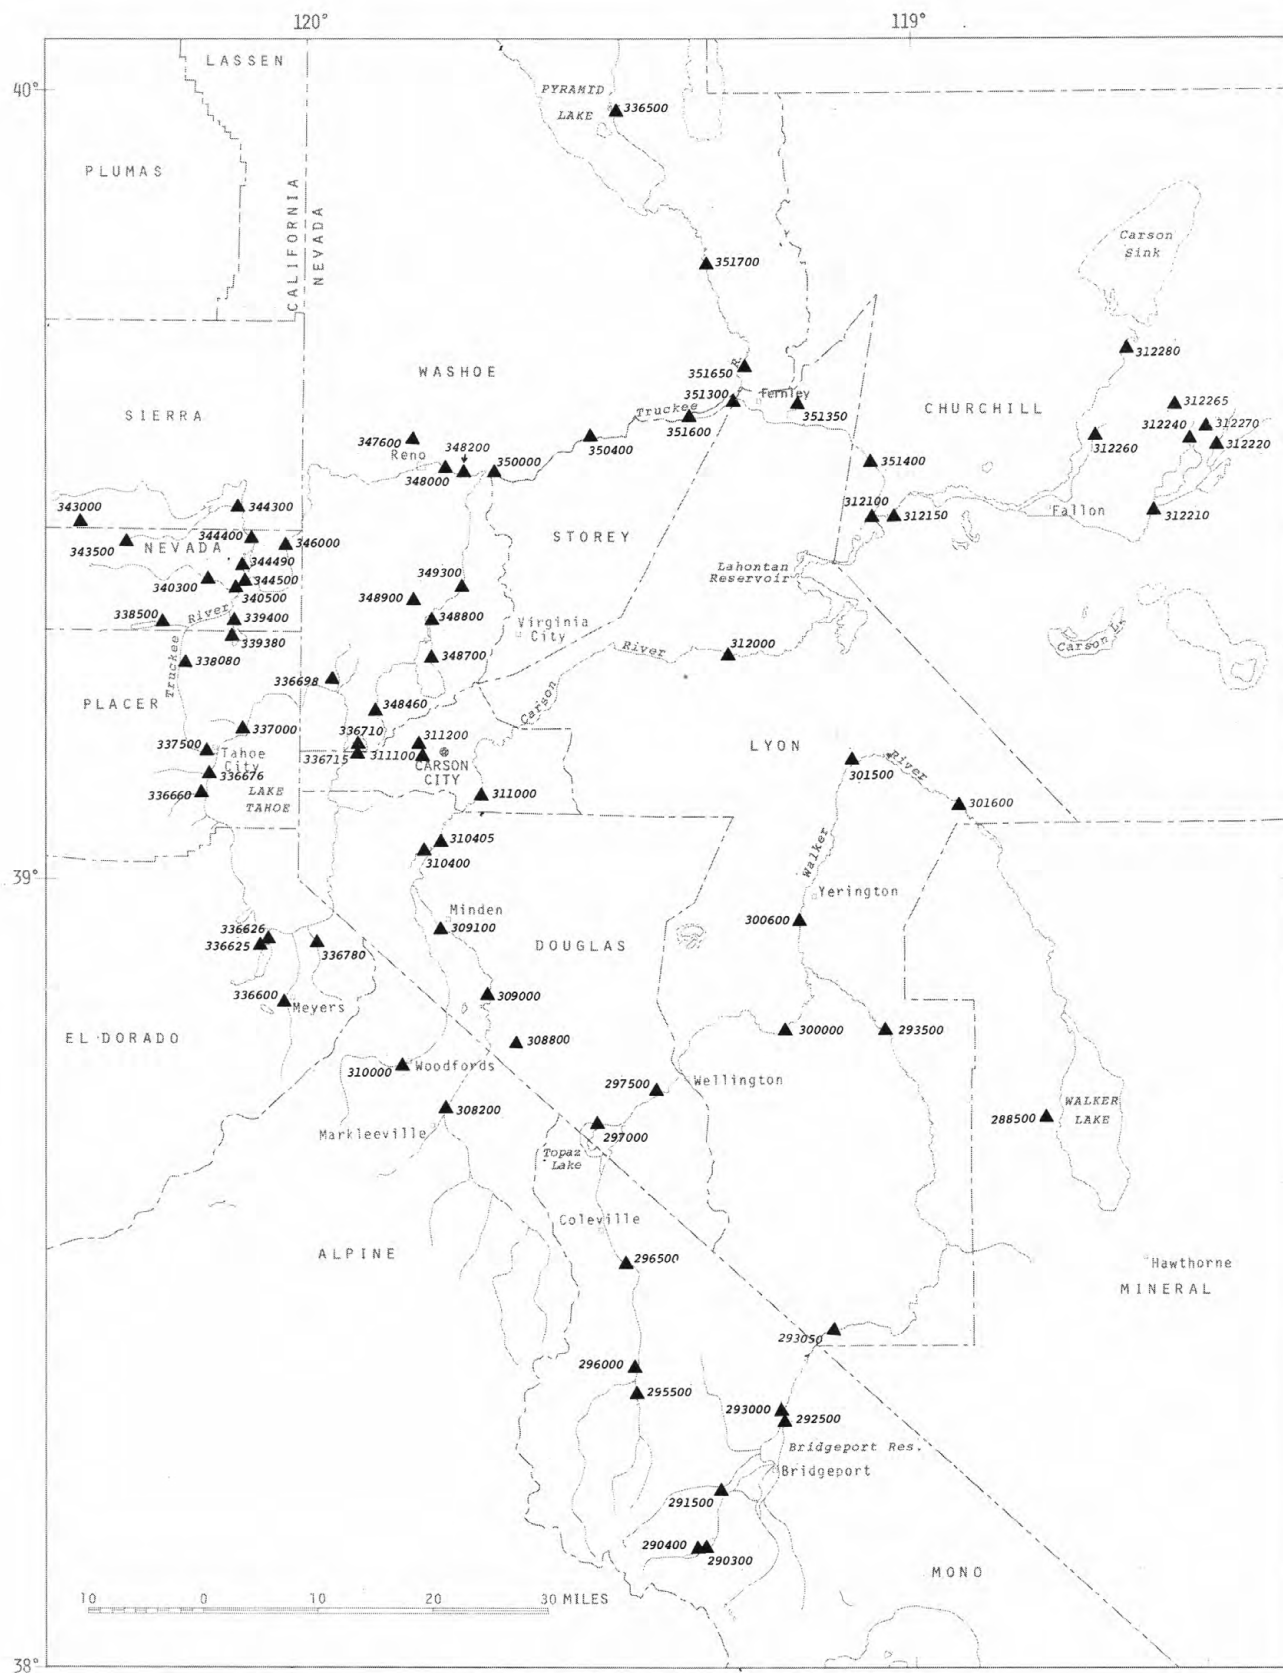 120° 119°
LASSEN
40°
PYRAMID
LAKE
336500
PLUMAS
CALIFORNIA
NEVADA
Carson
Sink
351700
312280
WASHOE
R.
351650
351300
Fernley
351350
312265
SIERRA
Truckee
351600
CHURCHILL
312270
312240
312220
312260
347600
348200
350000
350400
Reno
348000
351400
343000
344300
312100
312150
Fallon
312210
344400
346000
343500
NEVADA
STOREY
344490
Lahontan
Reservoir
340300
344500
349300
340500
348900
338500
River
339400
348800
Virginia
City
339380
312000
River
Carson L.
Truckee
338080
348700
336698
PLACER
348460
Carson
337000
336710
311200
LYON
337500
Tahoe
City
336715
311100
CARSON
CITY
301500
River
336676
336660
LAKE
TAHOE
311000
301600
310405
310400
Walker
39°
Yerington
Minden
300600
309100
336626
336625
336780
DOUGLAS
336600
Meyers
309000
300000
293500
EL DORADO
308800
310000
Woodfords
297500
Wellington
308200
WALKER
LAKE
288500
Markleeville
297000
Topaz
Lake
Coleville
ALPINE
296500
Hawthorne
MINERAL
293050
296000
295500
293000
292500
Bridgeport Res.
Bridgeport
291500
290400
290300
MONO
10 0 10 20 30 MILES
38°